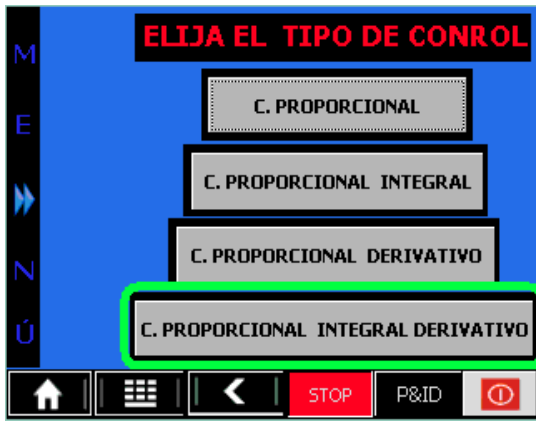 ELIJA EL TIPO DE CONROL
M
E
N
Ú
C. PROPORCIONAL
C. PROPORCIONAL INTEGRAL
C. PROPORCIONAL DERIVATIVO
C. PROPORCIONAL INTEGRAL DERIVATIVO
STOP
P&ID